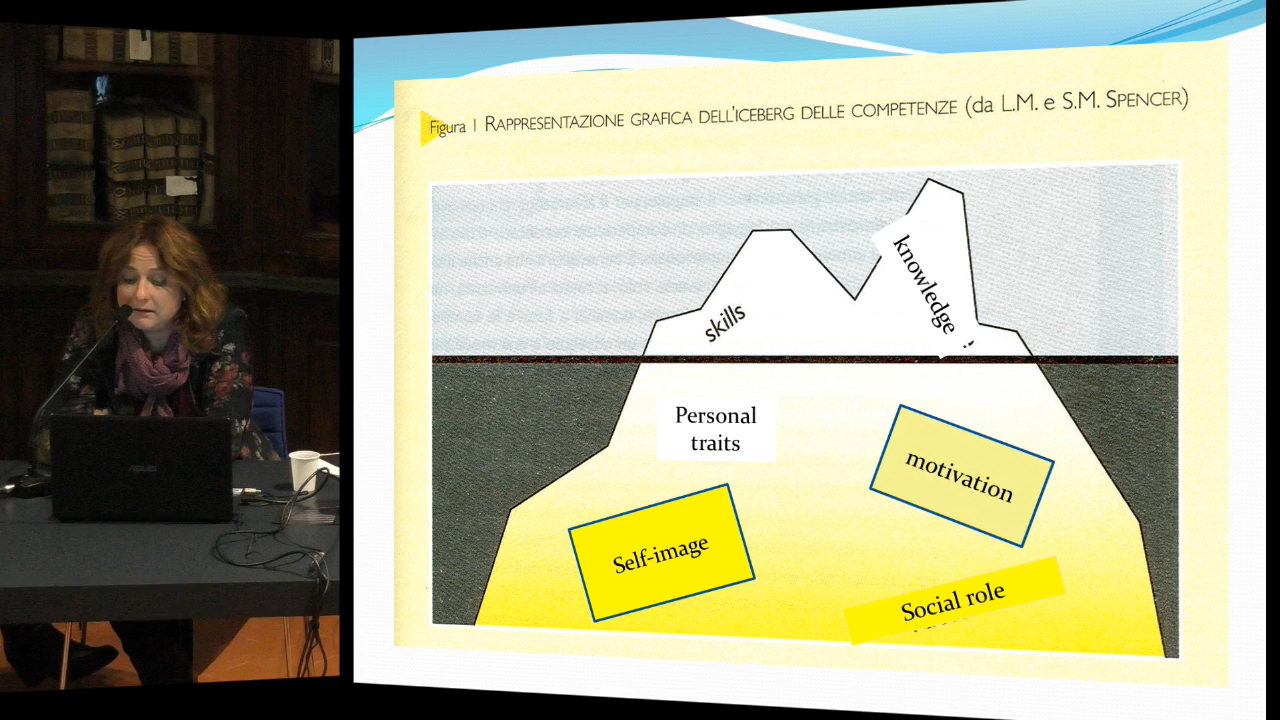 Figura 1 RAPPRESENTAZIONE GRAFICA DELL'ICEBERG DELLE COMPETENZE (da L.M. e S.M. SPENCER)
skills
knowledge
Personal
traits
motivation
Self-image
Social role
ASUS